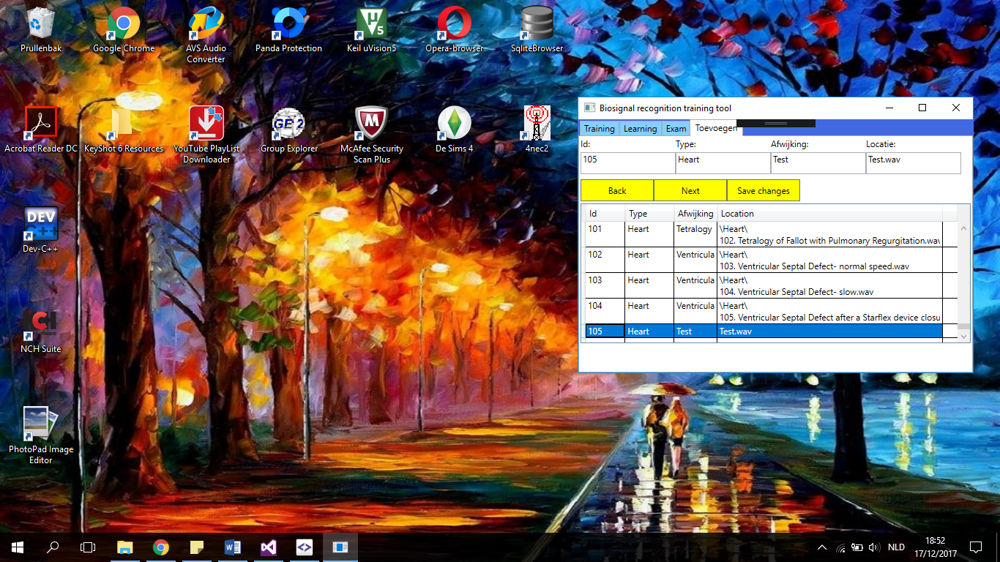 Prullenbak
Google Chrome
AVS Audio
Converter
Panda Protection
Keil uVision5
Opera-browser
SqliteBrowser
Acrobat Reader DC
KeyShot 6 Resources
YouTube PlayList
Downloader
GE 2
Group Explorer
McAfee Security
Scan Plus
De Sims 4
4nec2
DEV
C++
Dev-C++
NCH
Software
NCH Suite
PhotoPad Image
Editor
Biosignal recognition training tool
Training Learning Exam Toevoegen
Id: Type: Afwijking: Locatie:
105 Heart Test Test.wav
Back Next Save changes
Id Type Afwijking Location
101 Heart Tetralogy \Heart\
102. Tetralogy of Fallot with Pulmonary Regurgitation.wav
102 Heart Ventricula \Heart\
103. Ventricular Septal Defect- normal speed.wav
103 Heart Ventricula \Heart\
104. Ventricular Septal Defect- slow.wav
104 Heart Ventricula \Heart\
105. Ventricular Septal Defect after a Starflex device closu
105 Heart Test Test.wav
NLD
18:52
17/12/2017